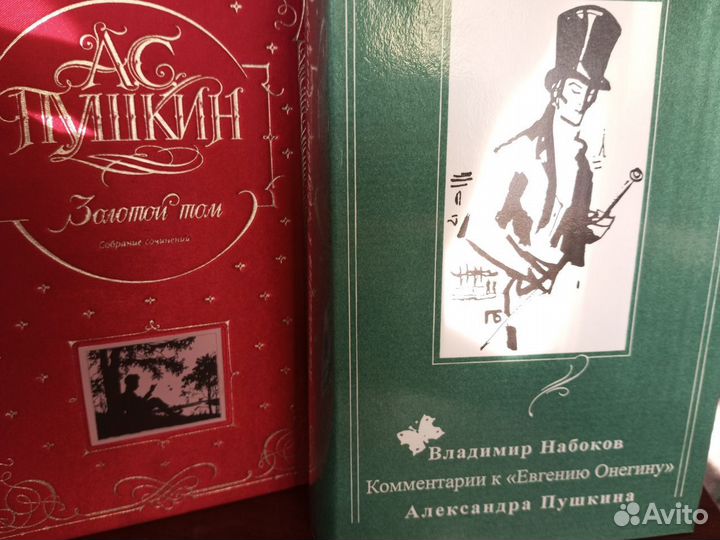 А.С.
ПУШКИН
Золотой том
Собрание сочинений
Владимир Набоков
Комментарии к «Евгению Онегину»
Александра Пушкина
Avito